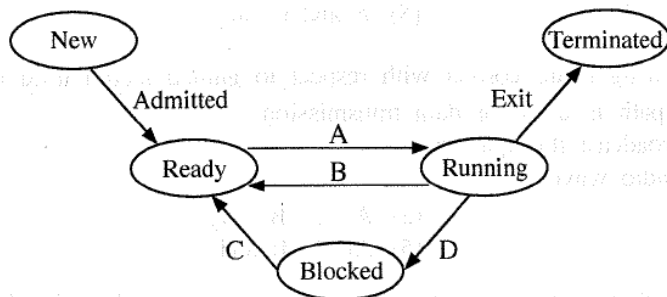 New
Terminated
Admitted
Exit
A
Ready
Running
B
C
D
Blocked